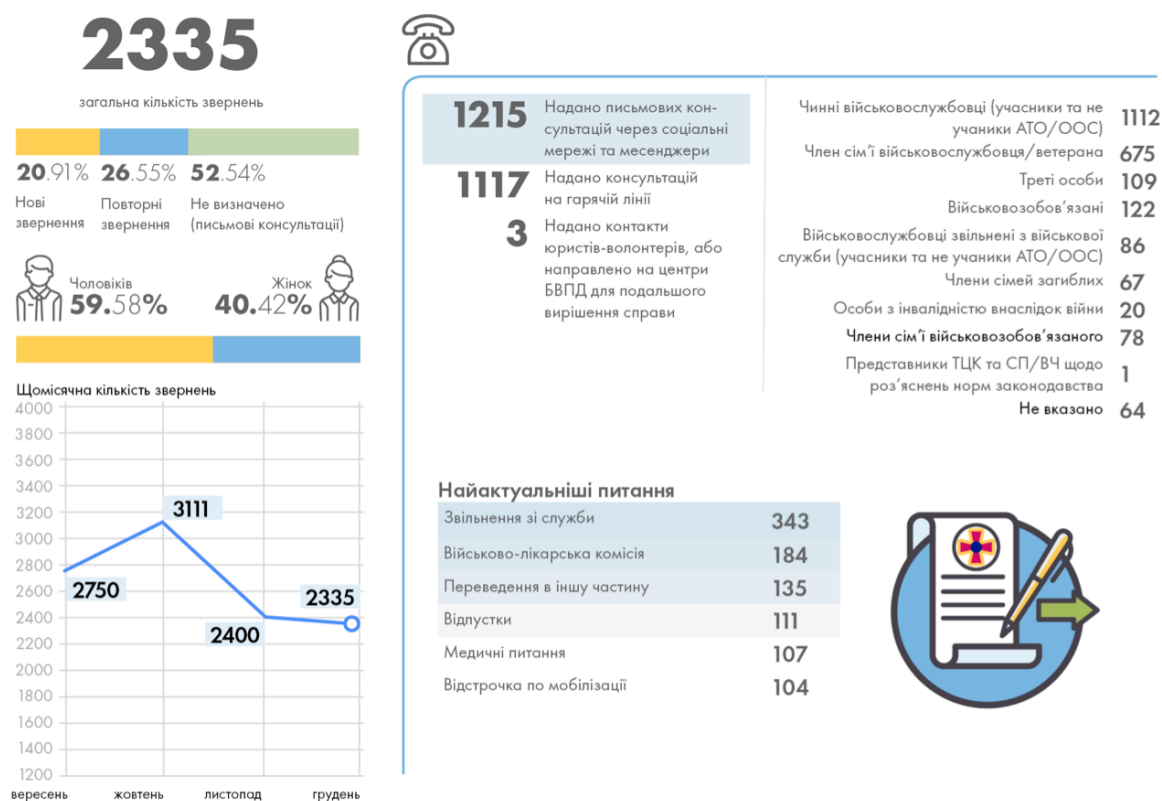 2335
загальна кількість звернень
20.91% 26.55% 52.54%
Нові звернення
Повторні звернення
Не визначено (письмові консультації)
Чоловіків
59.58%
Жінок
40.42%
Щомісячна кількість звернень
4000
3800
3600
3400
3200
3000
2800
2600
2400
2200
2000
1800
1600
1400
1200
2750
3111
2400
2335
вересень жовтень листопад грудень
1215
Надано письмових кон-
сультацій через соціальні
мережі та месенджери
1117
Надано консультацій
на гарячій лінії
3
Надано контакти
юристів-волонтерів, або
направлено на центри
БВПД для подальшого
вирішення справи
Чинні військовослужбовці (учасники та не
учаники АТО/ООС) 1112
Член сім’ї військовослужбовця/ветерана 675
Треті особи 109
Військовозобов’язані 122
Військовослужбовці звільнені з військової
служби (учасники та не учаники АТО/ООС) 86
Члени сімей загиблих 67
Особи з інвалідністю внаслідок війни 20
Члени сім’ї військовозобов’язаного 78
Представники ТЦК та СП/ВЧ щодо
роз’яснень норм законодавства 1
Не вказано 64
Найактуальніші питання
Звільнення зі служби 343
Військово-лікарська комісія 184
Переведення в іншу частину 135
Відпустки 111
Медичні питання 107
Відстрочка по мобілізації 104